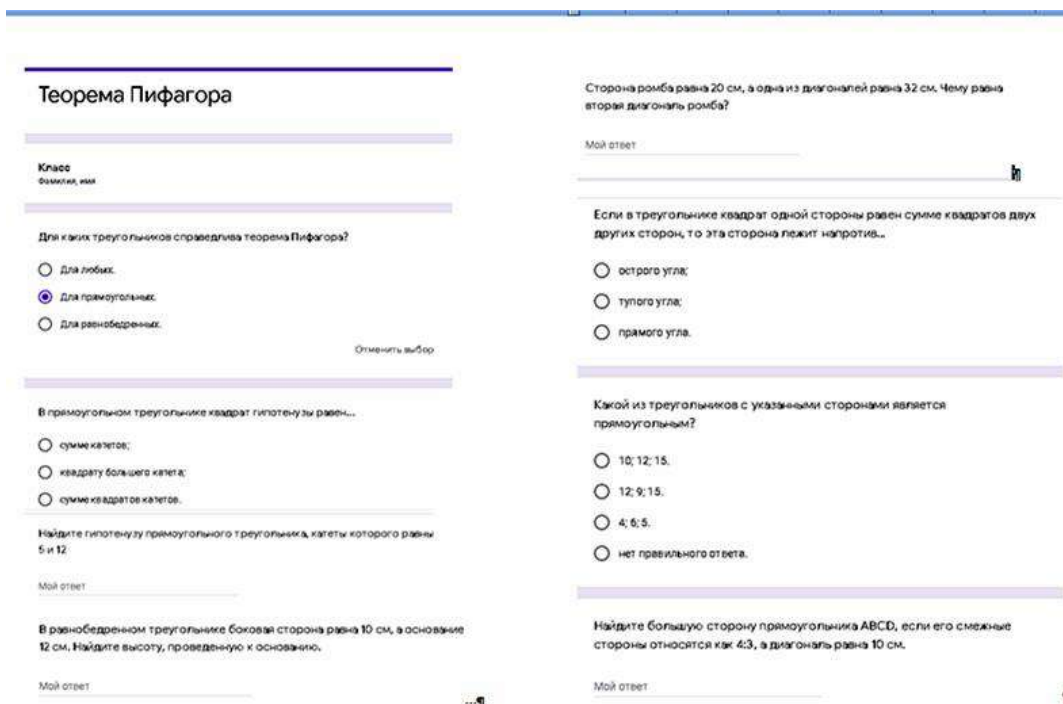 Теорема Пифагора
Класс
Фамилия, имя
Для каких треугольников справедлива теорема Пифагора?
Для любых.
Для прямоугольных.
Для равнобедренных.
Отменить выбор
В прямоугольном треугольнике квадрат гипотенузы равен...
сумме катетов;
квадрату большего катета;
сумме квадратов катетов.
Найдите гипотенузу прямоугольного треугольника, катеты которого равны
5 и 12
Мой ответ
В равнобедренном треугольнике боковая сторона равна 10 см, а основание
12 см. Найдите высоту, проведенную к основанию.
Мой ответ
Сторона ромба равна 20 см, а одна из диагоналей равна 32 см. Чему равна
вторая диагональ ромба?
Мой ответ
Если в треугольнике квадрат одной стороны равен сумме квадратов двух
других сторон, то эта сторона лежит напротив...
острого угла;
тупого угла;
прямого угла.
Какой из треугольников с указанными сторонами является
прямоугольным?
10; 12; 15.
12; 9; 15.
4; 6; 5.
нет правильного ответа.
Найдите большую сторону прямоугольника ABCD, если его смежные
стороны относятся как 4:3, а диагональ равна 10 см.
Мой ответ